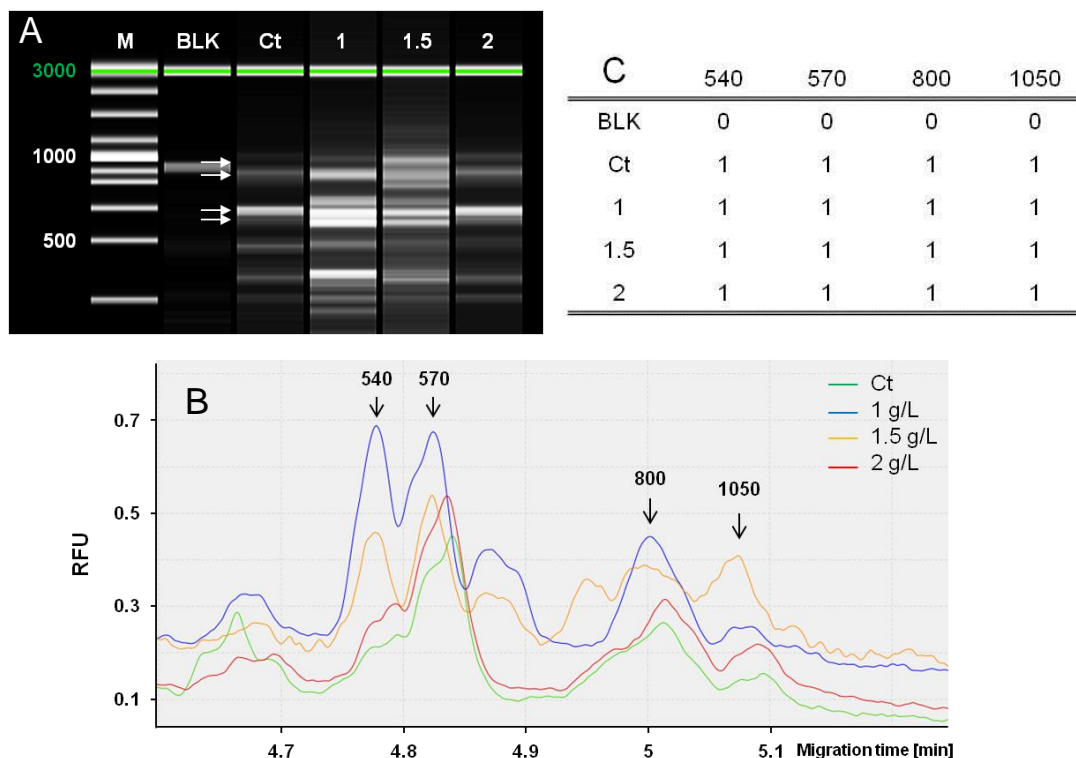 A
M BLK Ct 1 1.5 2
3000
1000
500
C 540 570 800 1050
BLK 0 0 0 0
Ct 1 1 1 1
1 1 1 1 1
1.5 1 1 1 1
2 1 1 1 1
B
540 570
800 1050
Ct
1 g/L
1.5 g/L
2 g/L
RFU
0.7
0.5
0.3
0.1
4.7 4.8 4.9 5 5.1 Migration time [min]